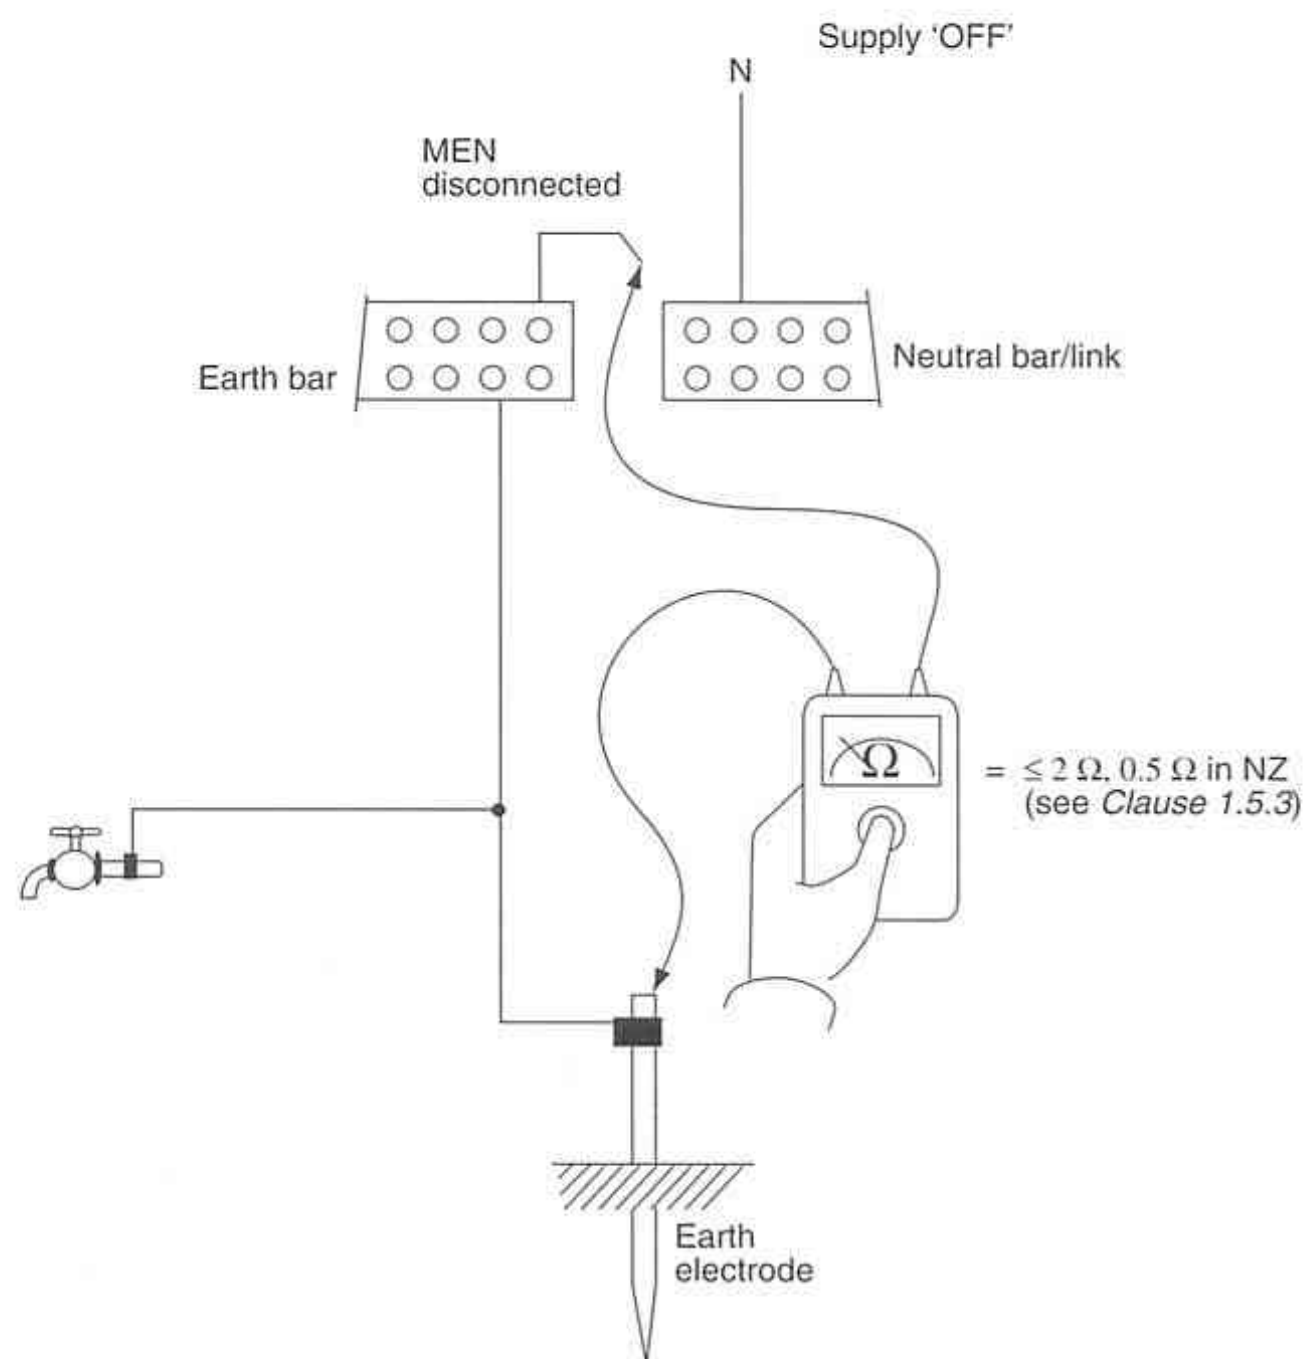 Supply 'OFF'
N
MEN
disconnected
Earth bar
Neutral bar/link
Ω
= ≤ 2 Ω, 0.5 Ω in NZ
(see Clause 1.5.3)
Earth
electrode